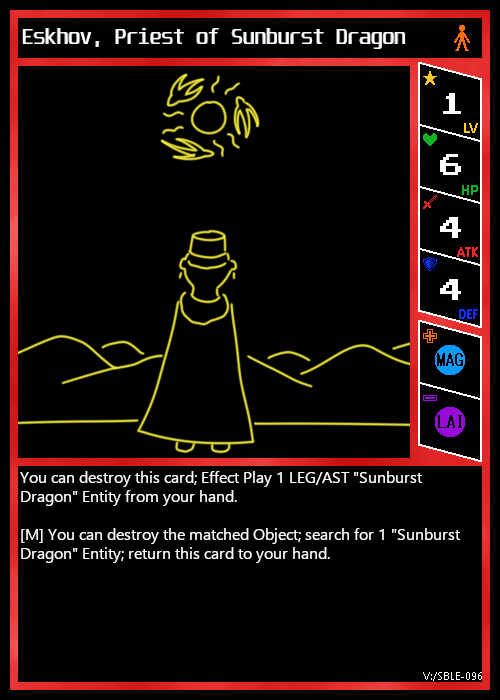 Eskhov, Priest of Sunburst Dragon
1
LV
6
HP
4
ATK
4
DEF
MAG
LAI
You can destroy this card; Effect Play 1 LEG/AST "Sunburst
Dragon" Entity from your hand.
[M] You can destroy the matched Object; search for 1 "Sunburst
Dragon" Entity; return this card to your hand.
V:/SBLE-096